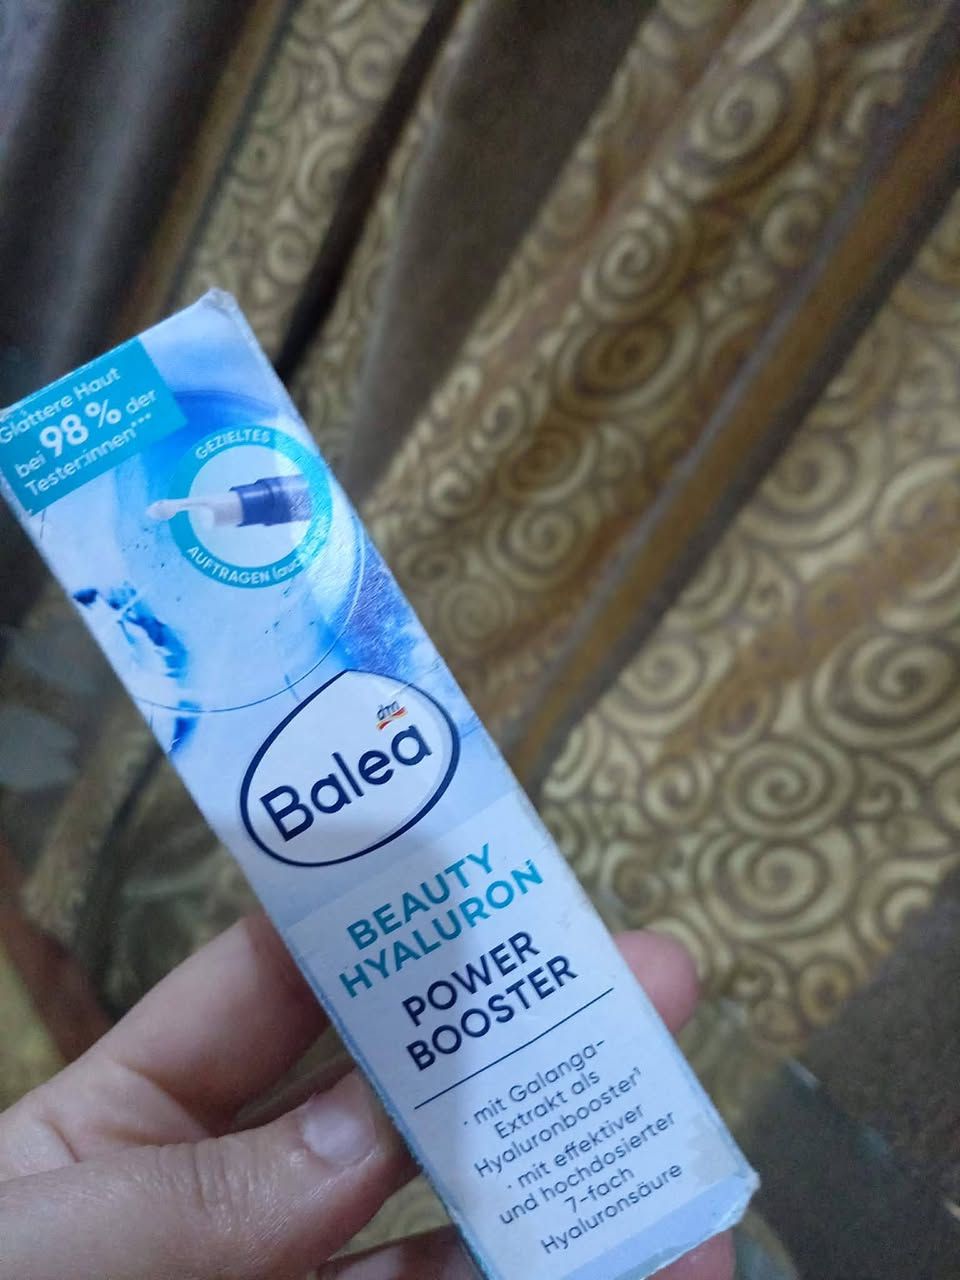 Glattere Haut
bei 98 % der
Tester:innen***
GEZIELTES
AUFTRAGEN
dm
Balea
BEAUTY
HYALURON
POWER
BOOSTER
· mit Galanga-
Extrakt als
Hyaluronbooster¹
· mit effektiver
und hochdosierter
7-fach
Hyaluronsäure